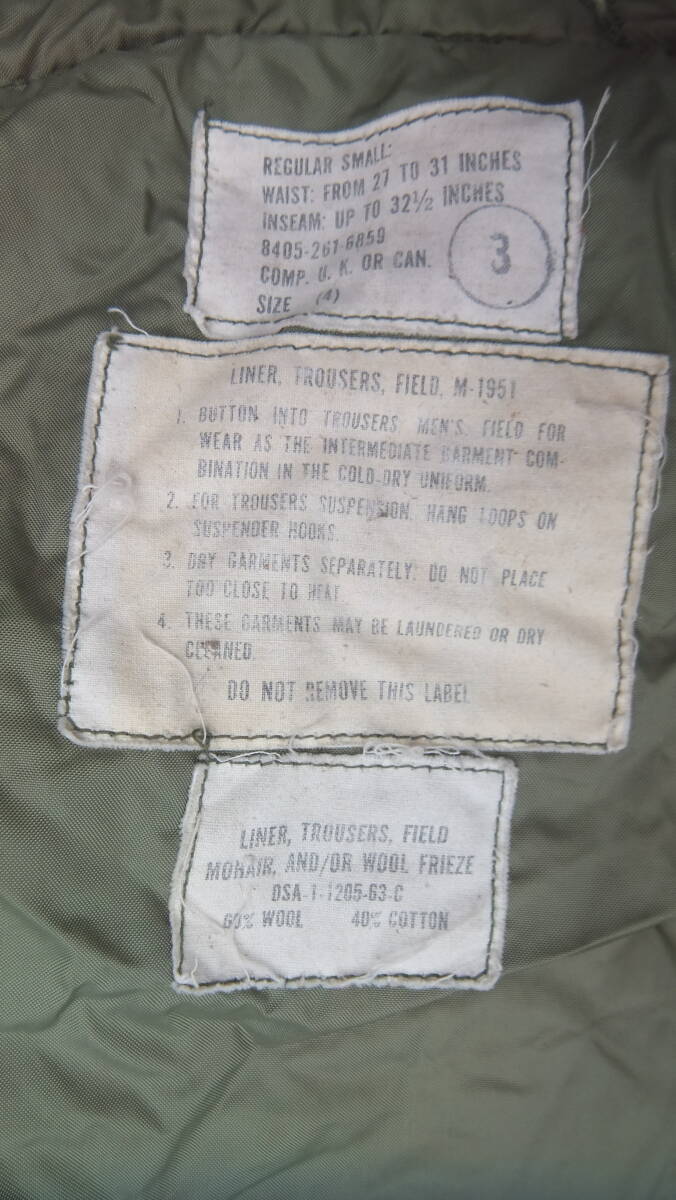 REGULAR SMALL:
WAIST: FROM 27 TO 31 INCHES
INSEAM: UP TO 32½ INCHES
8405-261-6859
COMP. U. K. OR CAN.
SIZE (4)
3
LINER, TROUSERS, FIELD, M-1951
1. BUTTON INTO TROUSERS, MEN'S, FIELD FOR
WEAR AS THE INTERMEDIATE GARMENT COM-
BINATION IN THE COLD-DRY UNIFORM.
2. FOR TROUSERS SUSPENSION, HANG LOOPS ON
SUSPENDER HOOKS.
3. DRY GARMENTS SEPARATELY. DO NOT PLACE
TOO CLOSE TO HEAT
4. THESE GARMENTS MAY BE LAUNDERED OR DRY
CLEANED.
DO NOT REMOVE THIS LABEL
LINER, TROUSERS, FIELD
MOHAIR, AND/OR WOOL FRIEZE
DSA-1-1205-63-C
60% WOOL 40% COTTON